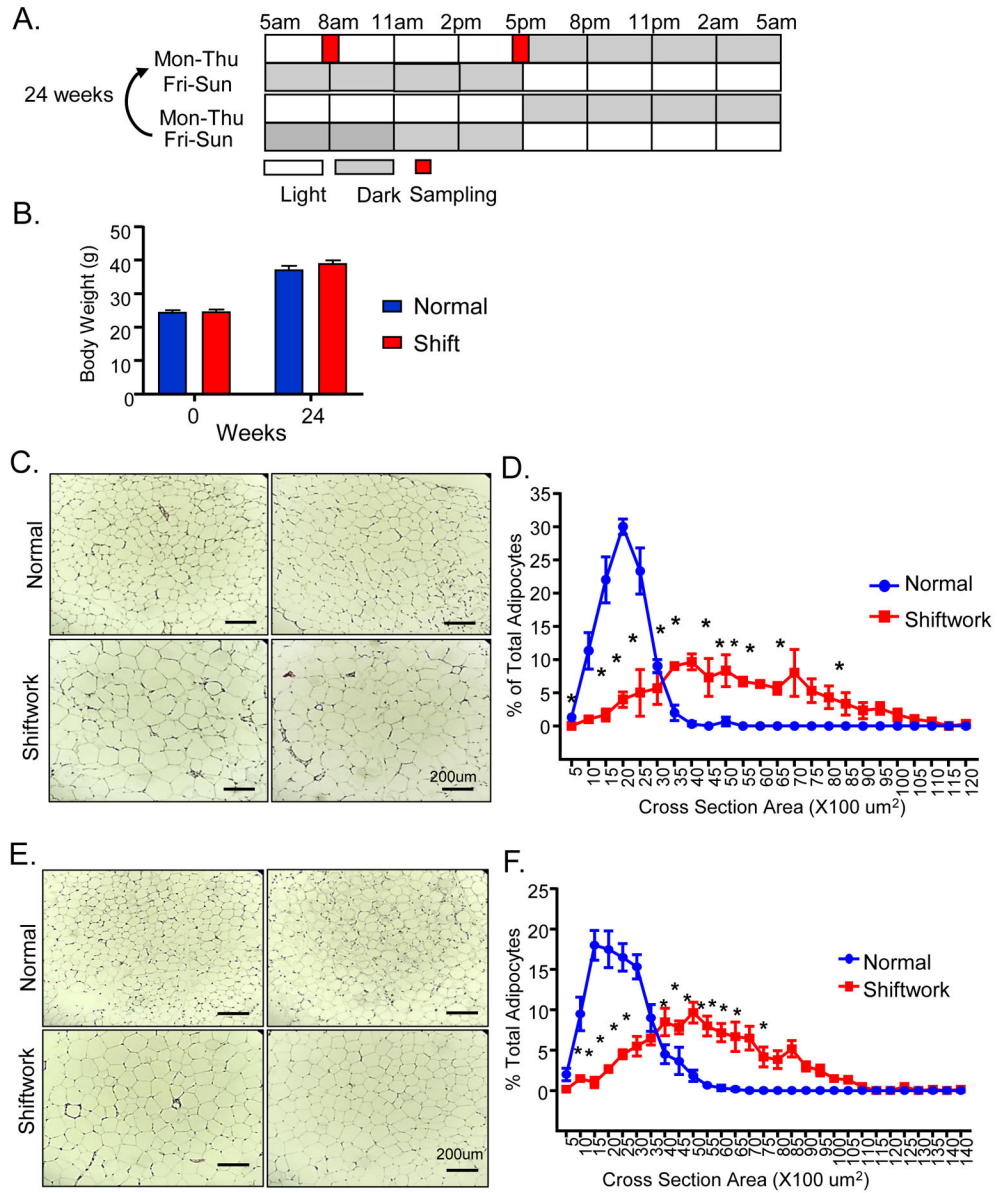 A.
5am 8am 11am 2pm 5pm 8pm 11pm 2am 5am
Mon-Thu
Fri-Sun
24 weeks
Mon-Thu
Fri-Sun
Light Dark Sampling
B.
Body Weight (g)
50
40
30
20
10
0
0 24
Weeks
Normal
Shift
C.
Normal
Shiftwork
200um
D.
% of Total Adipocytes
35
30
25
20
15
10
5
0
* * * * * * * * * * * *
Normal
Shiftwork
5 10 15 20 25 30 35 40 45 50 55 60 65 70 75 80 85 90 95 100 105 110 115 120
Cross Section Area (X100 um²)
E.
Normal
Shiftwork
200um
F.
% Total Adipocytes
25
20
15
10
5
0
* * * * * * * * * * * * *
Normal
Shiftwork
5 10 15 20 25 30 35 40 45 50 55 60 65 70 75 80 85 90 95 100 105 110 115 120 125 130 135 140
Cross Section Area (X100 um²)